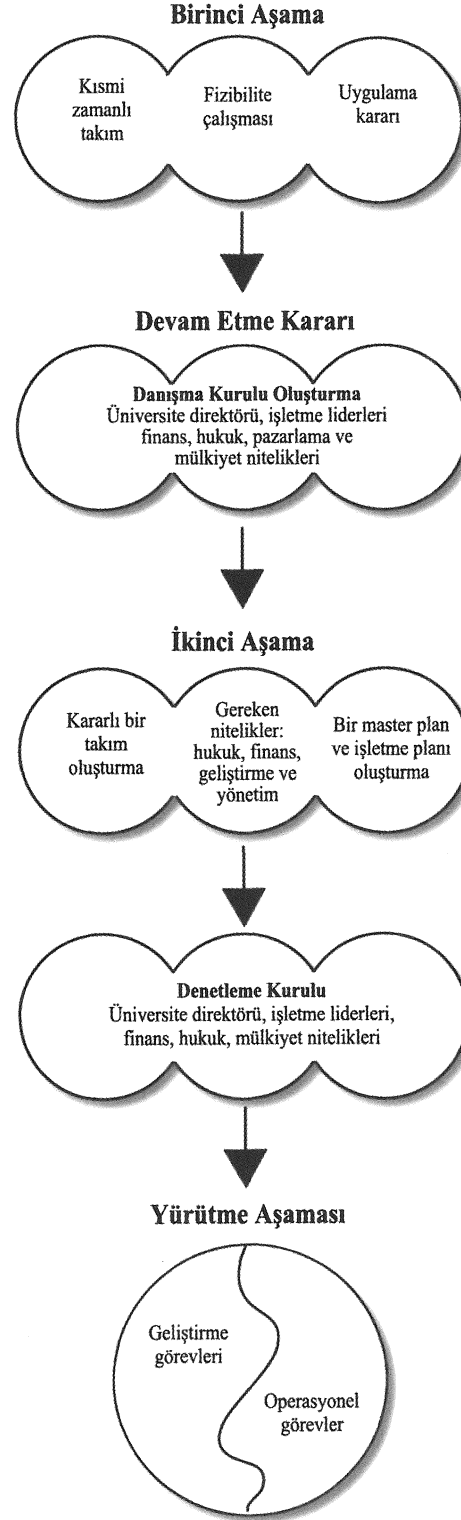 Birinci Aşama
Kısmi
zamanlı
takım
Fizibilite
çalışması
Uygulama
kararı
Devam Etme Kararı
Danışma Kurulu Oluşturma
Üniversite direktörü, işletme liderleri
finans, hukuk, pazarlama ve
mülkiyet nitelikleri
İkinci Aşama
Kararlı bir
takım
oluşturma
Gereken
nitelikler:
hukuk, finans,
geliştirme ve
yönetim
Bir master plan
ve işletme planı
oluşturma
Denetleme Kurulu
Üniversite direktörü, işletme liderleri,
finans, hukuk, mülkiyet nitelikleri
Yürütme Aşaması
Geliştirme
görevleri
Operasyonel
görevler